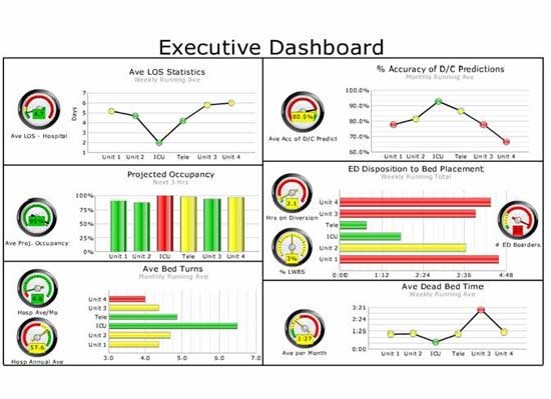 Executive Dashboard
Ave LOS Statistics
Weekly Running Ave
Days
7
6
5
4
3
2
1
Unit 1 Unit 2 ICU Tele Unit 3 Unit 4
Ave LOS - Hospital
% Accuracy of D/C Predictions
Monthly Running Ave
100.0%
90.0%
80.0%
70.0%
60.0%
Unit 1 Unit 2 ICU Tele Unit 3 Unit 4
80.5%
Ave Acc of D/C Predict
Projected Occupancy
Next 3 Hrs
100%
75%
50%
25%
0%
Unit 1 Unit 2 ICU Tele Unit 3 Unit 4
Ave Proj. Occupancy
ED Disposition to Bed Placement
Weekly Running Total
2.1
Hrs on Diversion
3%
% LWBS
Unit 4
Unit 3
Tele
ICU
Unit 2
Unit 1
0:00 1:12 2:24 3:36 4:48
# ED Boarders
Ave Bed Turns
Monthly Running Ave
Unit 4
Unit 3
Tele
ICU
Unit 2
Unit 1
3.0 4.0 5.0 6.0 7.0
Hosp Ave/Mo
57.6
Hosp Annual Ave
Ave Dead Bed Time
Weekly Running Ave
3:21
2:24
1:26
0:00
Unit 1 Unit 2 ICU Tele Unit 3 Unit 4
1:27
Ave per Month